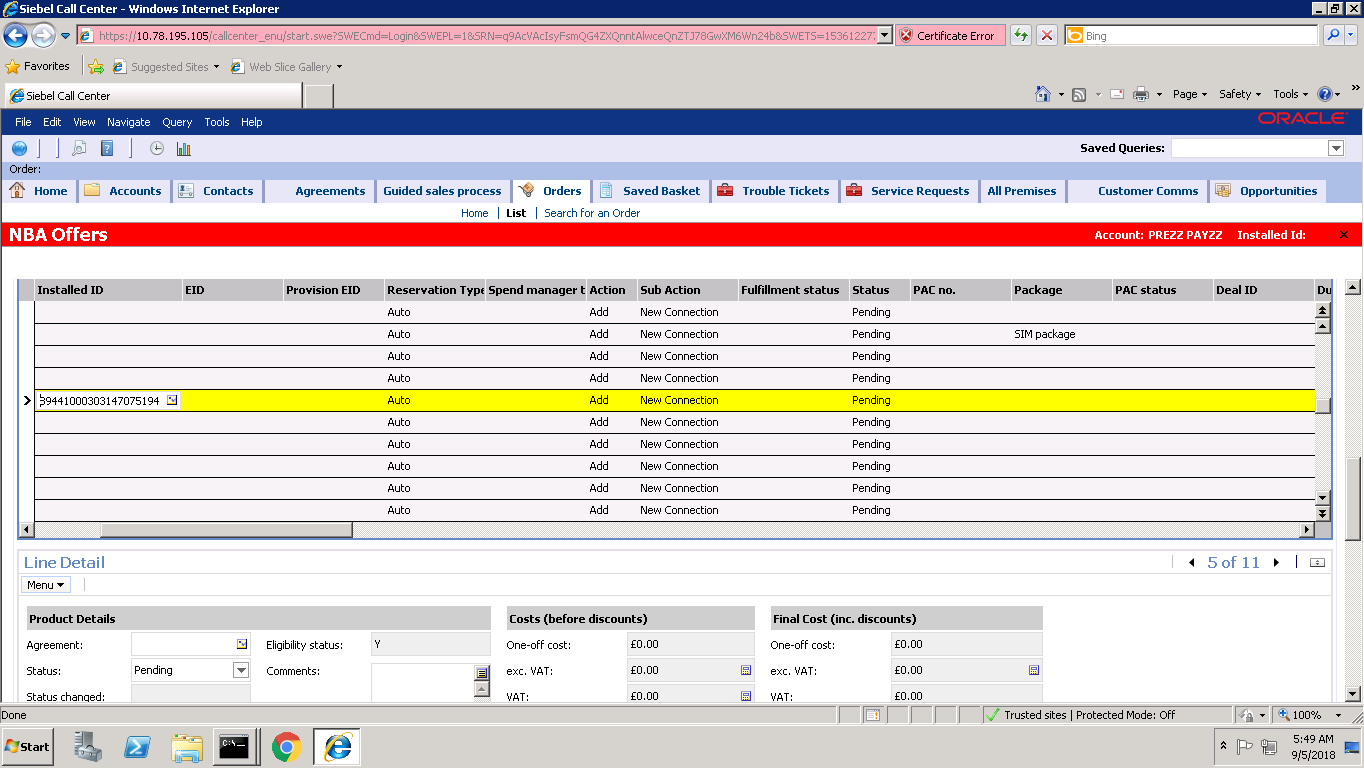 Siebel Call Center - Windows Internet Explorer
https://10.78.195.105/callcenter_enu/start.swe?SWECmd=Login&SWEPL=1&SRN=q9AcVAcIsyFsmQG4ZXQnntAlwceQnZTJ78GwXM6Wn24b&SWETS=1536122? Certificate Error Bing
Favorites Suggested Sites Web Slice Gallery
Siebel Call Center Page Safety Tools
File Edit View Navigate Query Tools Help ORACLE
Saved Queries:
Order:
Home Accounts Contacts Agreements Guided sales process Orders Saved Basket Trouble Tickets Service Requests All Premises Customer Comms Opportunities
Home List Search for an Order
NBA Offers Account: PREZZ PAYZZ Installed Id:
Installed ID EID Provision EID Reservation Type Spend manager t Action Sub Action Fulfillment status Status PAC no. Package PAC status Deal ID Du
Auto Add New Connection Pending
Auto Add New Connection Pending SIM package
Auto Add New Connection Pending
Auto Add New Connection Pending
39441000303147075194 Auto Add New Connection Pending
Auto Add New Connection Pending
Auto Add New Connection Pending
Auto Add New Connection Pending
Auto Add New Connection Pending
Auto Add New Connection Pending
Line Detail 5 of 11
Menu
Product Details Costs (before discounts) Final Cost (inc. discounts)
Agreement: Eligibility status: Y One-off cost: £0.00 One-off cost: £0.00
Status: Pending Comments: exc. VAT: £0.00 exc. VAT: £0.00
Status changed: VAT: £0.00 VAT: £0.00
Done Trusted sites | Protected Mode: Off 100%
Start 5:49 AM
9/5/2018